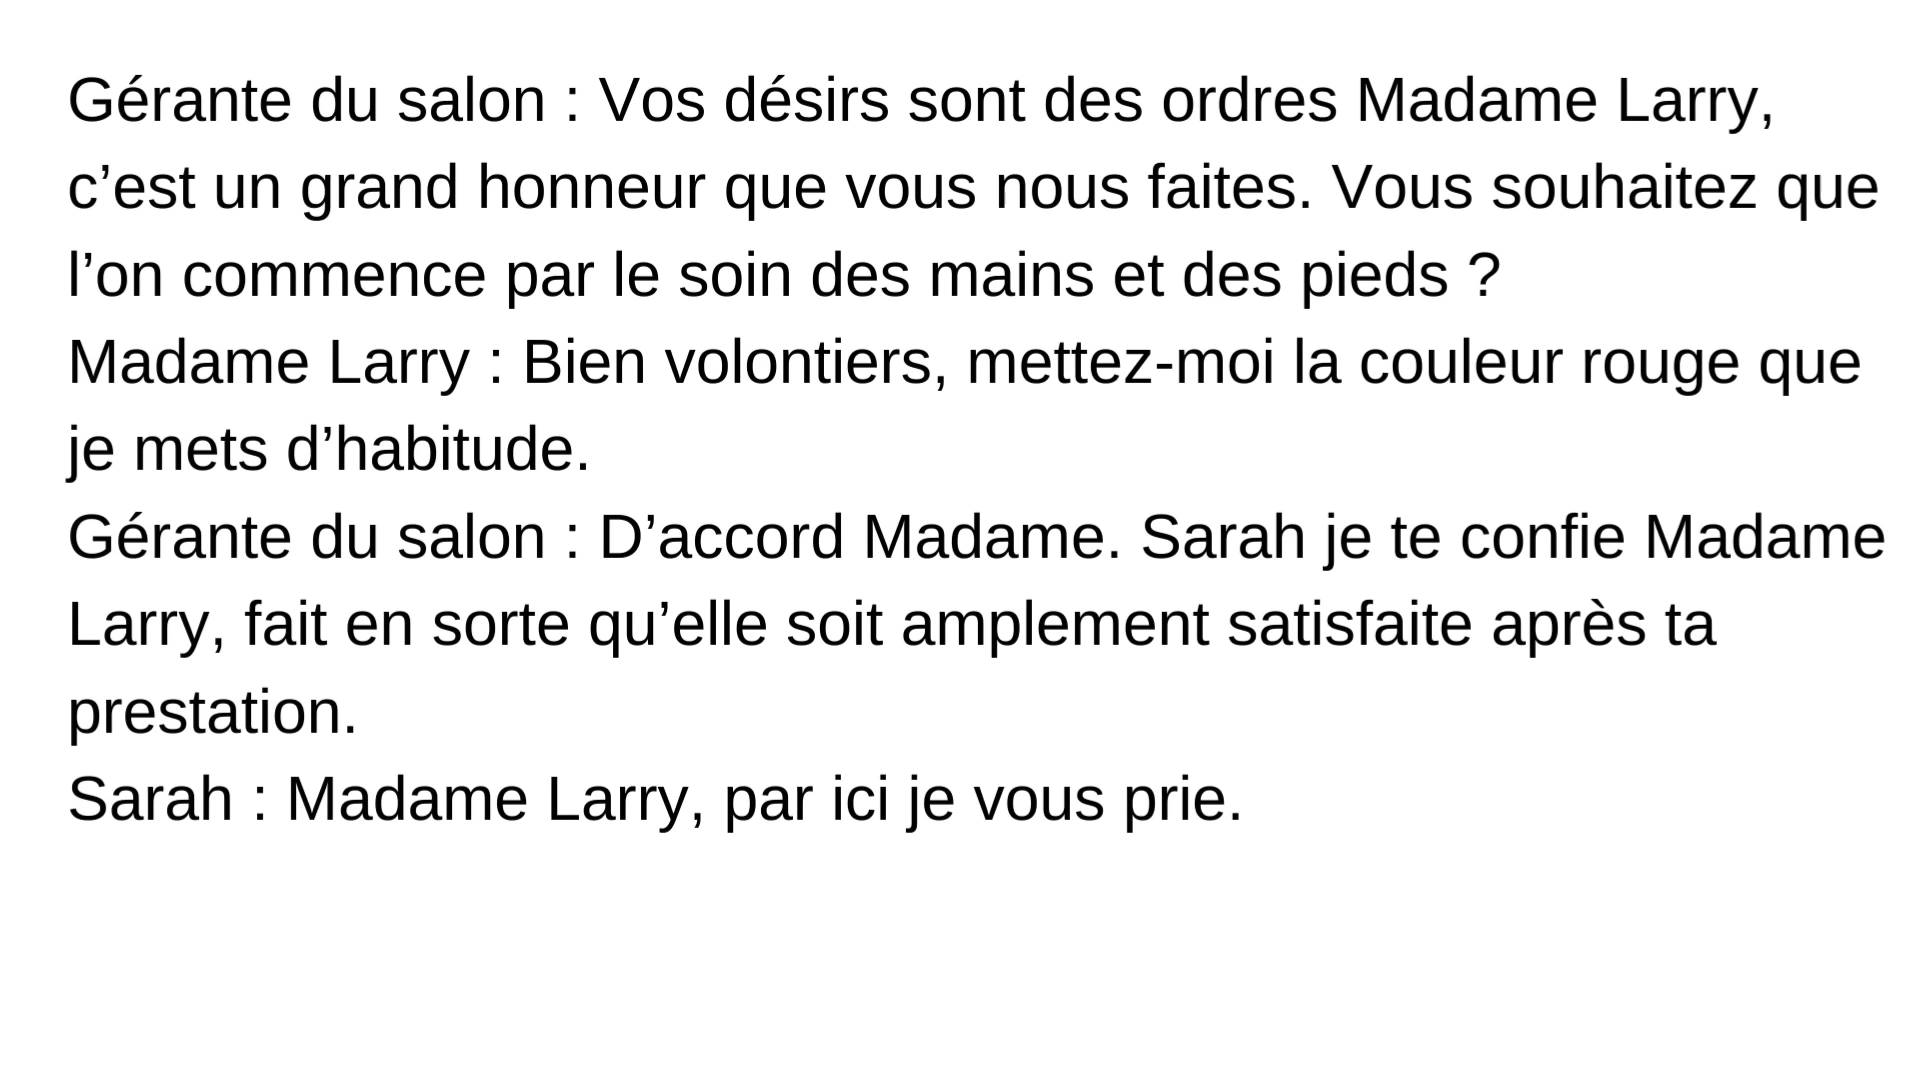 Gérante du salon : Vos désirs sont des ordres Madame Larry,
c’est un grand honneur que vous nous faites. Vous souhaitez que
l’on commence par le soin des mains et des pieds ?
Madame Larry : Bien volontiers, mettez-moi la couleur rouge que
je mets d’habitude.
Gérante du salon : D’accord Madame. Sarah je te confie Madame
Larry, fait en sorte qu’elle soit amplement satisfaite après ta
prestation.
Sarah : Madame Larry, par ici je vous prie.